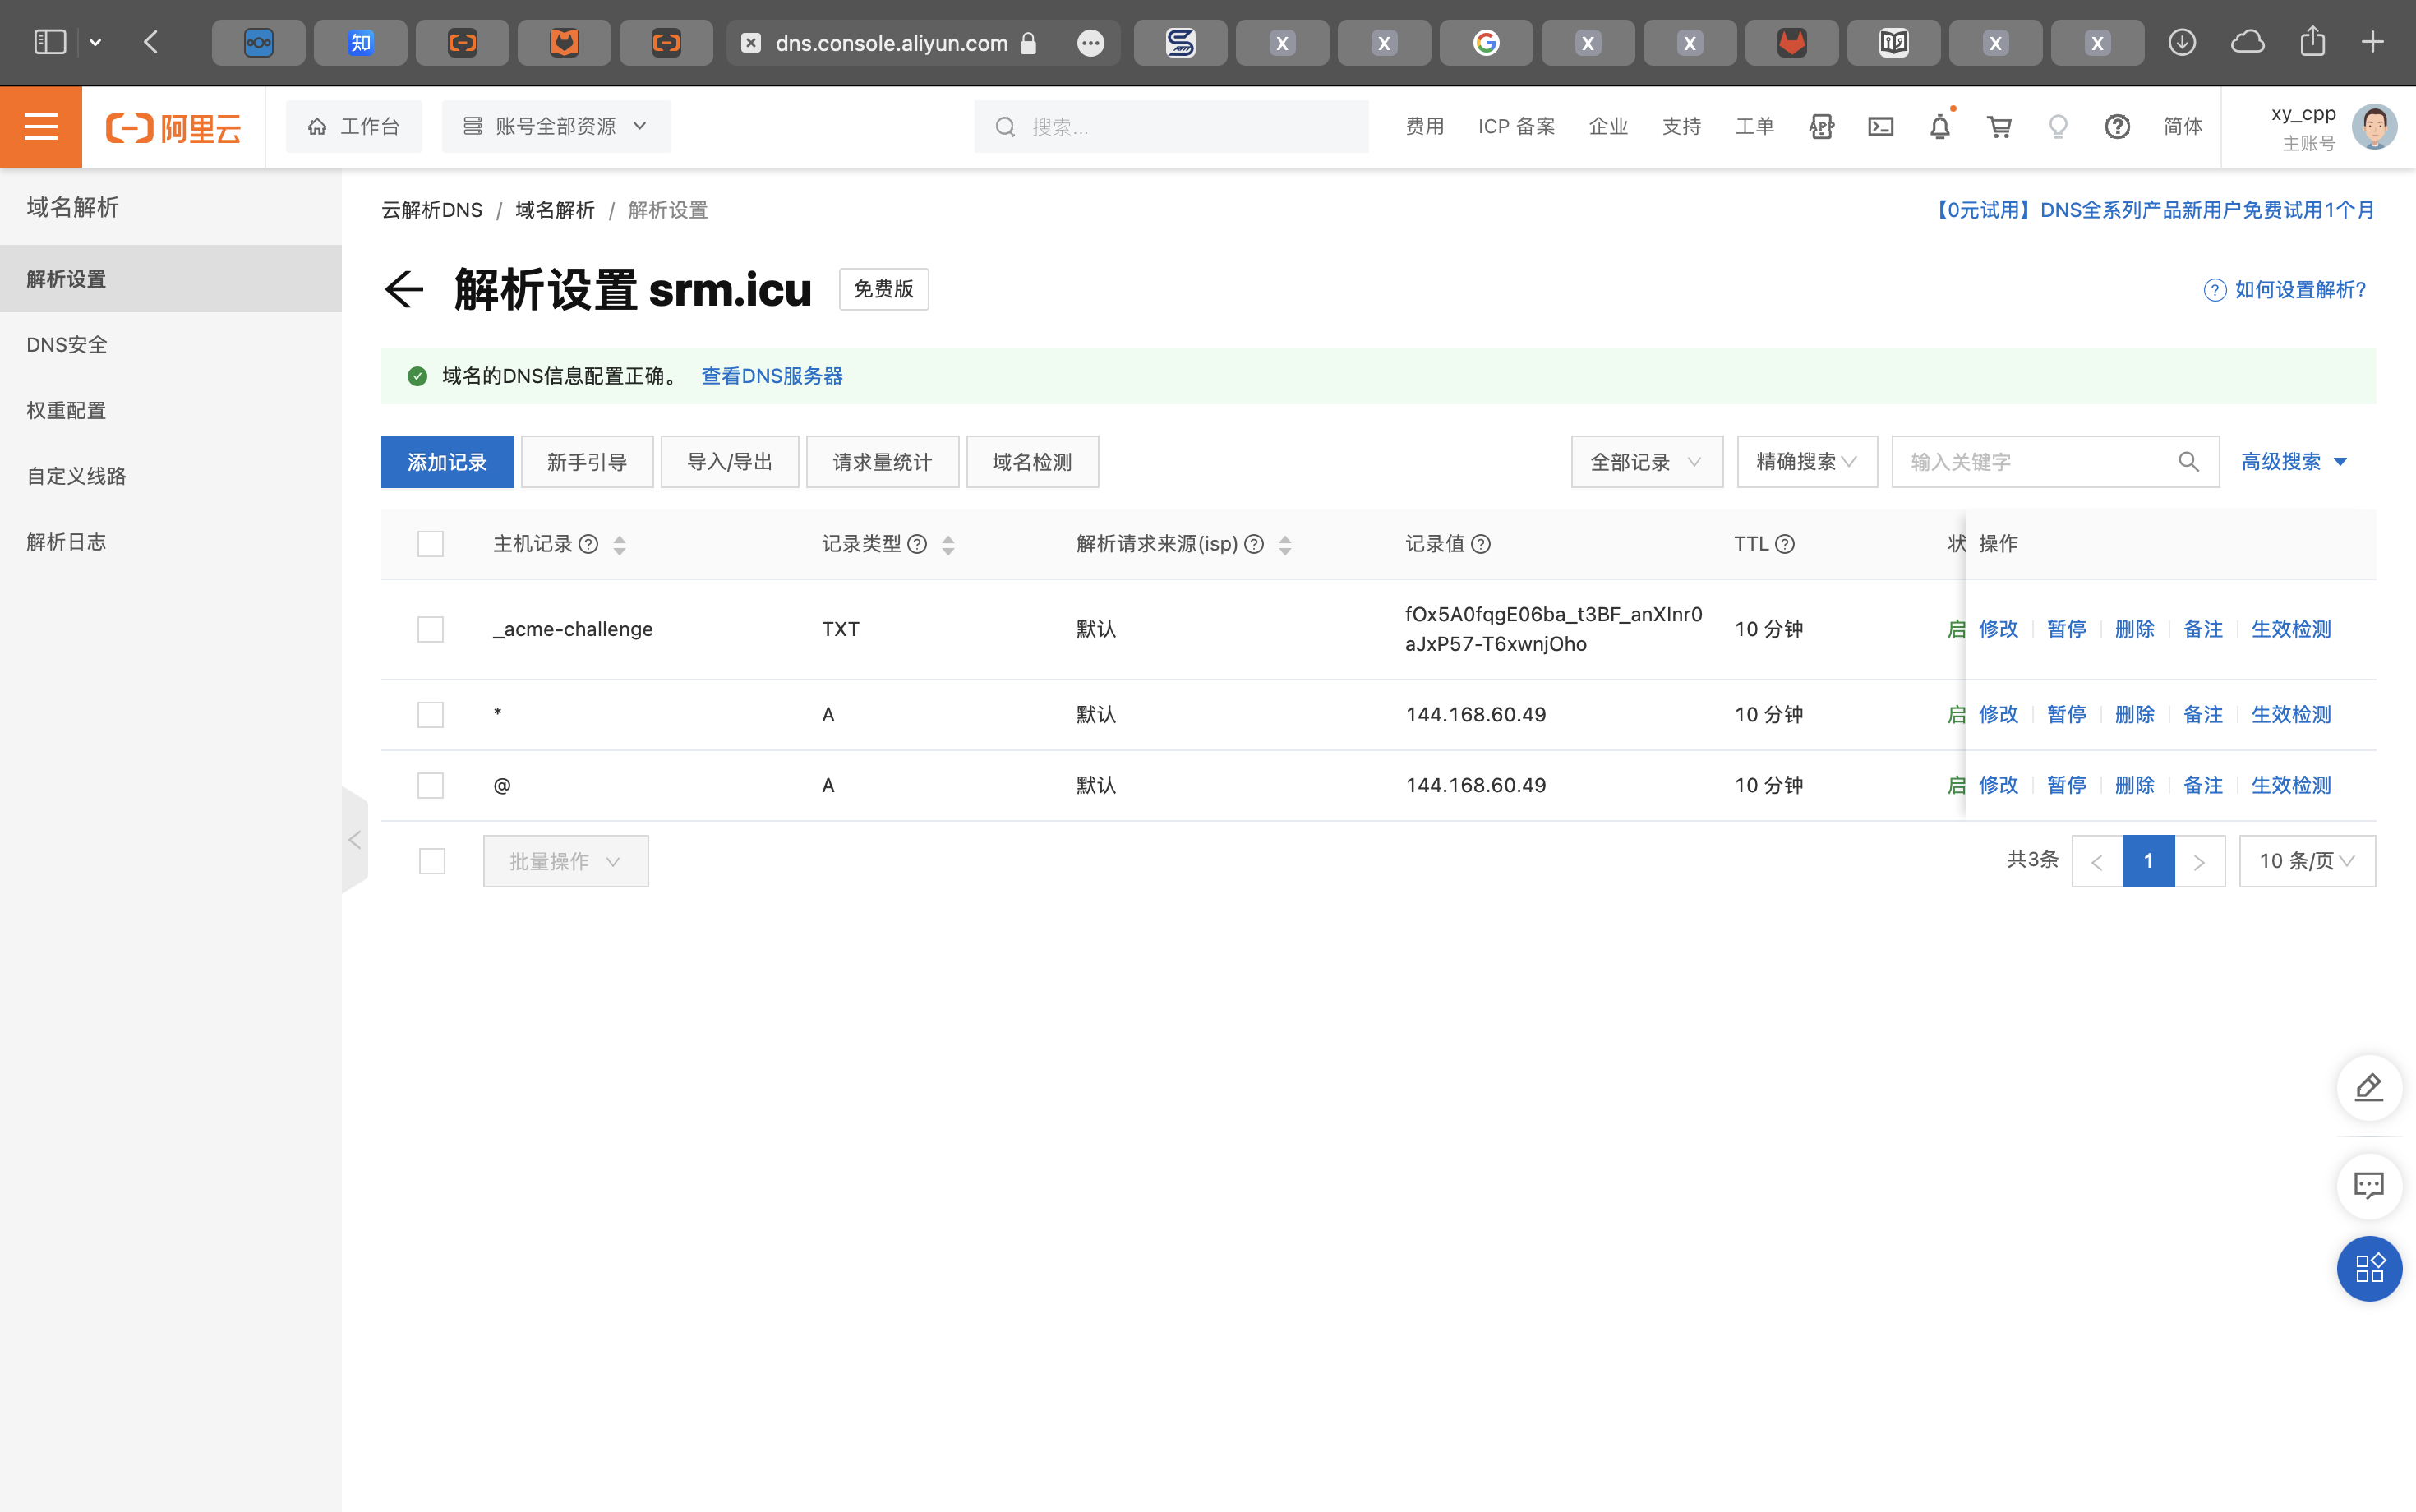 知
dns.console.aliyun.com
X
X
G
X
X
X
X
阿里云
工作台
账号全部资源
搜索...
费用
ICP 备案
企业
支持
工单
APP
简体
xy_cpp
主账号
域名解析
解析设置
DNS安全
权重配置
自定义线路
解析日志
云解析DNS / 域名解析 / 解析设置
【0元试用】DNS全系列产品新用户免费试用1个月
解析设置 srm.icu
免费版
如何设置解析?
域名的DNS信息配置正确。 查看DNS服务器
添加记录 新手引导 导入/导出 请求量统计 域名检测
全部记录 精确搜索 输入关键字 高级搜索
主机记录 记录类型 解析请求来源(isp) 记录值 TTL 状 操作
_acme-challenge TXT 默认 fOx5A0fqgE06ba_t3BF_anXInr0
aJxP57-T6xwnjOho 10 分钟 启 修改 暂停 删除 备注 生效检测
* A 默认 144.168.60.49 10 分钟 启 修改 暂停 删除 备注 生效检测
@ A 默认 144.168.60.49 10 分钟 启 修改 暂停 删除 备注 生效检测
批量操作
共3条 < 1 > 10 条/页